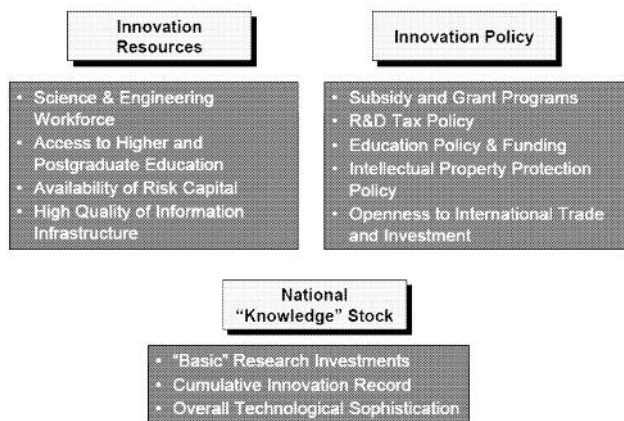 Innovation
Resources
• Science & Engineering
Workforce
• Access to Higher and
Postgraduate Education
• Availability of Risk Capital
• High Quality of Information
Infrastructure
Innovation Policy
• Subsidy and Grant Programs
• R&D Tax Policy
• Education Policy & Funding
• Intellectual Property Protection
Policy
• Openness to International Trade
and Investment
National
"Knowledge" Stock
• "Basic" Research Investments
• Cumulative Innovation Record
• Overall Technological Sophistication